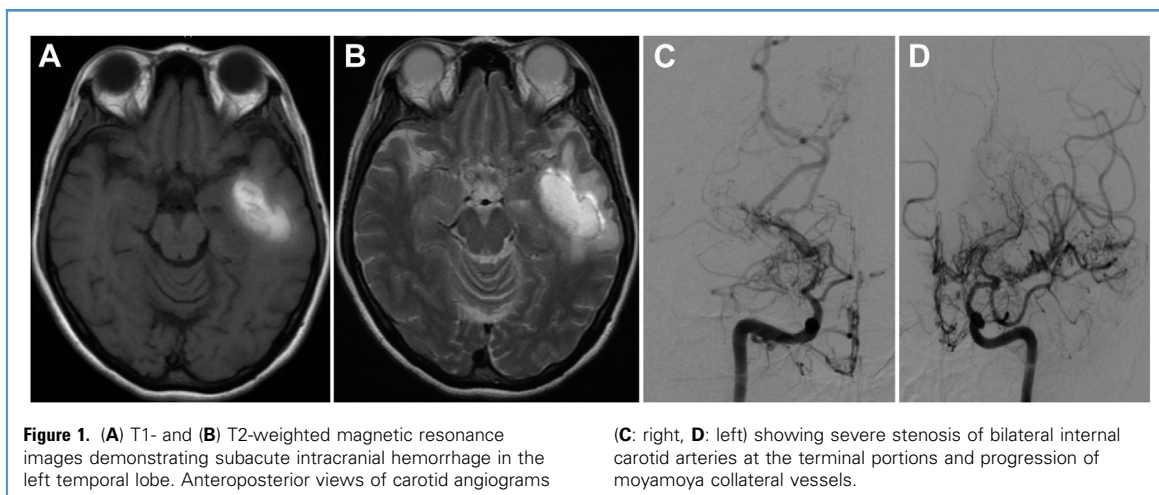 A
B
C
D
Figure 1. (A) T1- and (B) T2-weighted magnetic resonance
images demonstrating subacute intracranial hemorrhage in the
left temporal lobe. Anteroposterior views of carotid angiograms
(C: right, D: left) showing severe stenosis of bilateral internal
carotid arteries at the terminal portions and progression of
moyamoya collateral vessels.